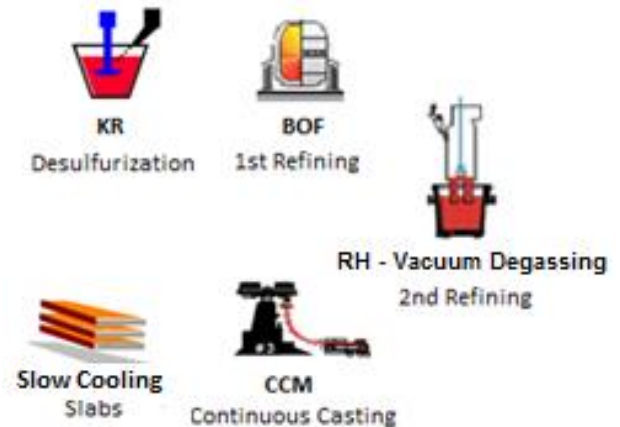 KR
Desulfurization
BOF
1st Refining
RH - Vacuum Degassing
2nd Refining
Slow Cooling
Slabs
CCM
Continuous Casting